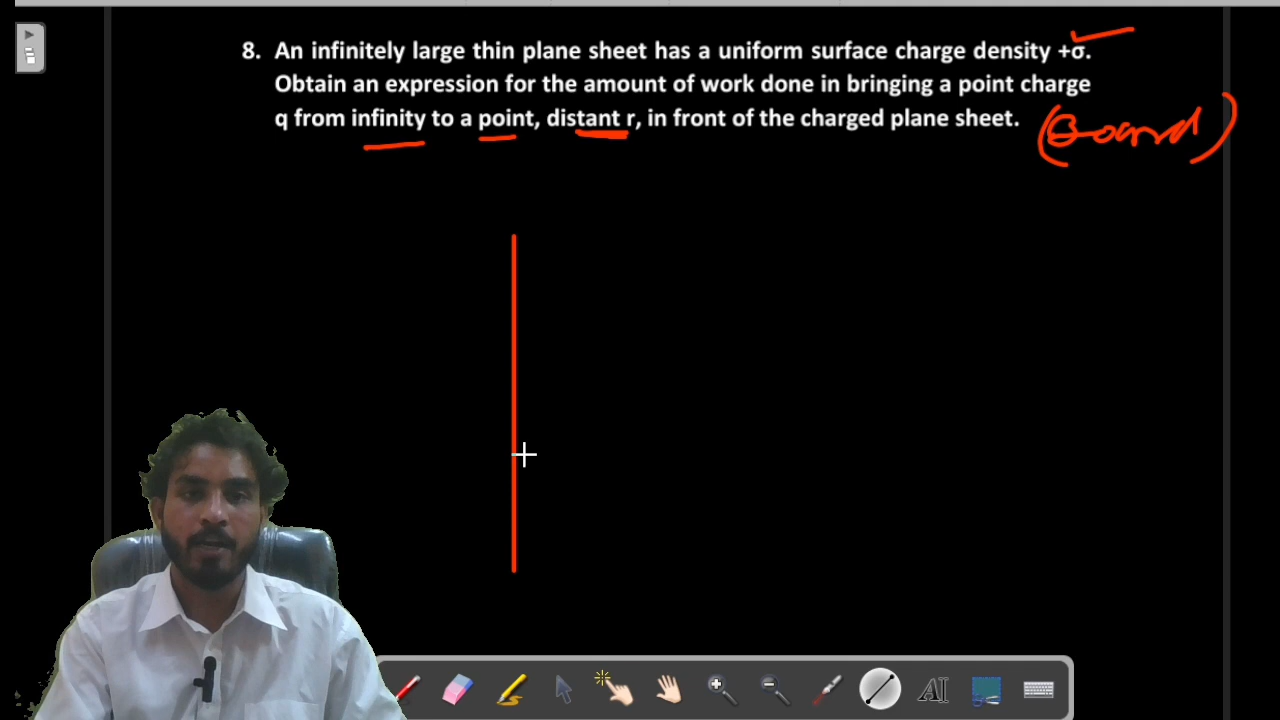 8. An infinitely large thin plane sheet has a uniform surface charge density +σ.
Obtain an expression for the amount of work done in bringing a point charge
q from infinity to a point, distant r, in front of the charged plane sheet. (Board)
AI